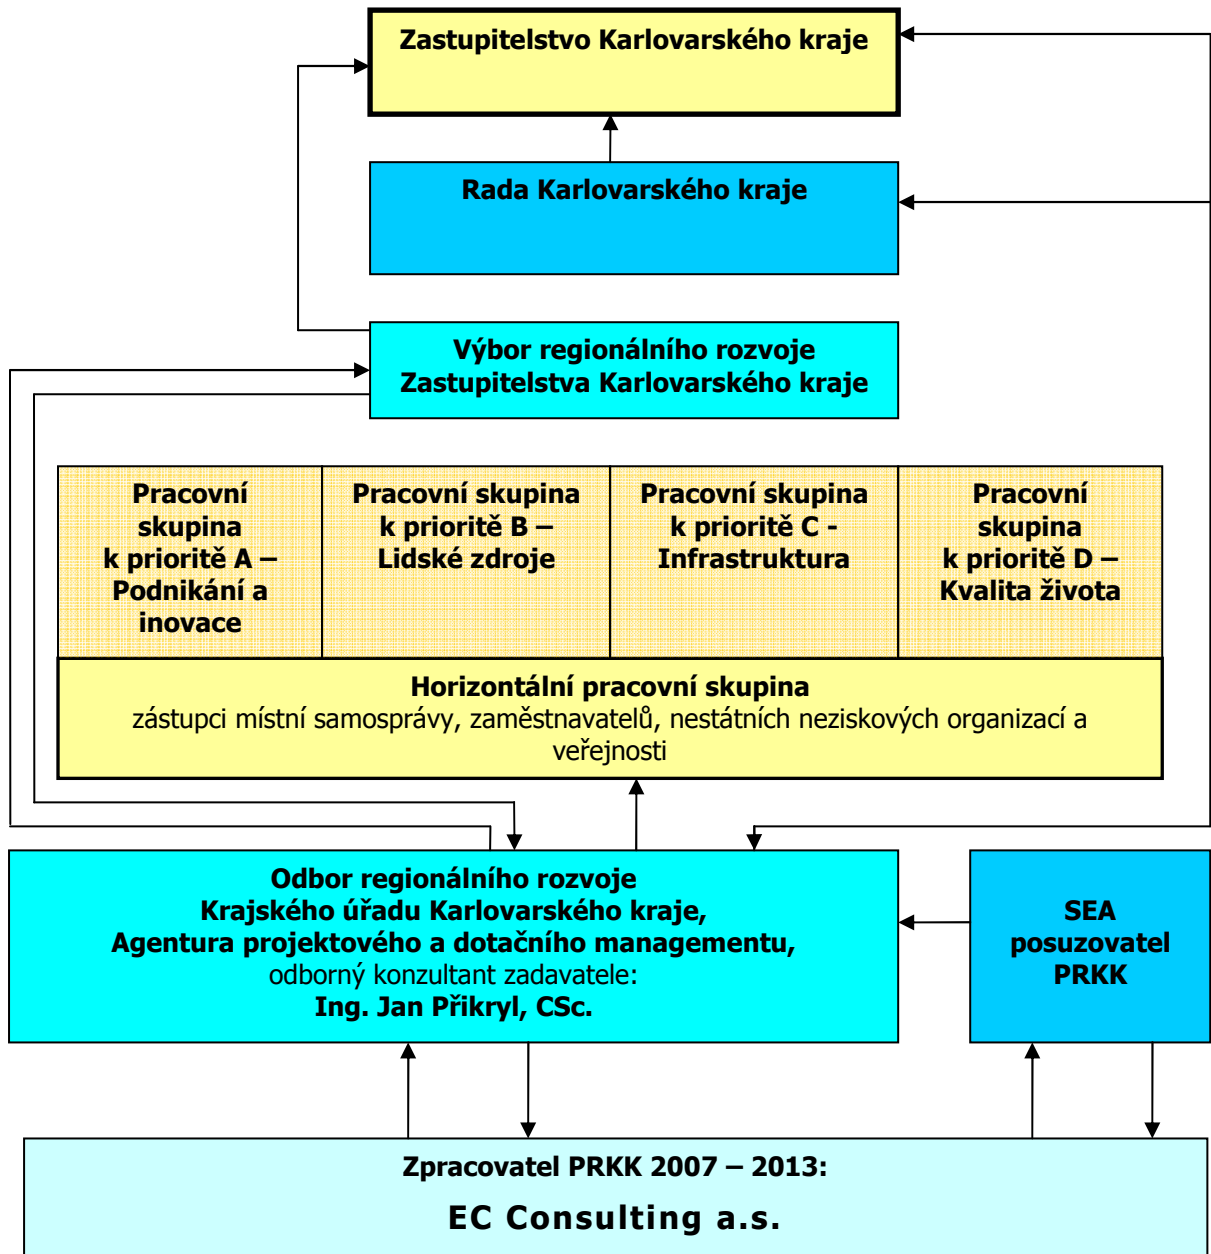 Zastupitelstvo Karlovarského kraje
Rada Karlovarského kraje
Výbor regionálního rozvoje
Zastupitelstva Karlovarského kraje
Pracovní
skupina
k prioritě A –
Podnikání a
inovace
Pracovní skupina
k prioritě B –
Lidské zdroje
Pracovní skupina
k prioritě C -
Infrastruktura
Pracovní
skupina
k prioritě D –
Kvalita života
Horizontální pracovní skupina
zástupci místní samosprávy, zaměstnavatelů, nestátních neziskových organizací a
veřejnosti
Odbor regionálního rozvoje
Krajského úřadu Karlovarského kraje,
Agentura projektového a dotačního managementu,
odborný konzultant zadavatele:
Ing. Jan Přikryl, CSc.
SEA
posuzovatel
PRKK
Zpracovatel PRKK 2007 – 2013:
EC Consulting a.s.